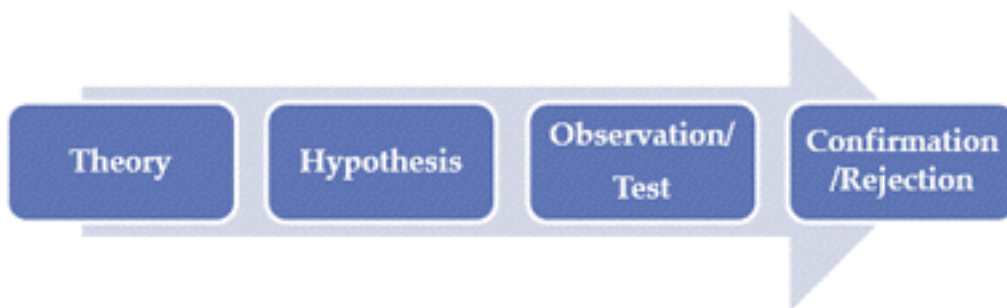 Theory
Hypothesis
Observation/
Test
Confirmation
/Rejection